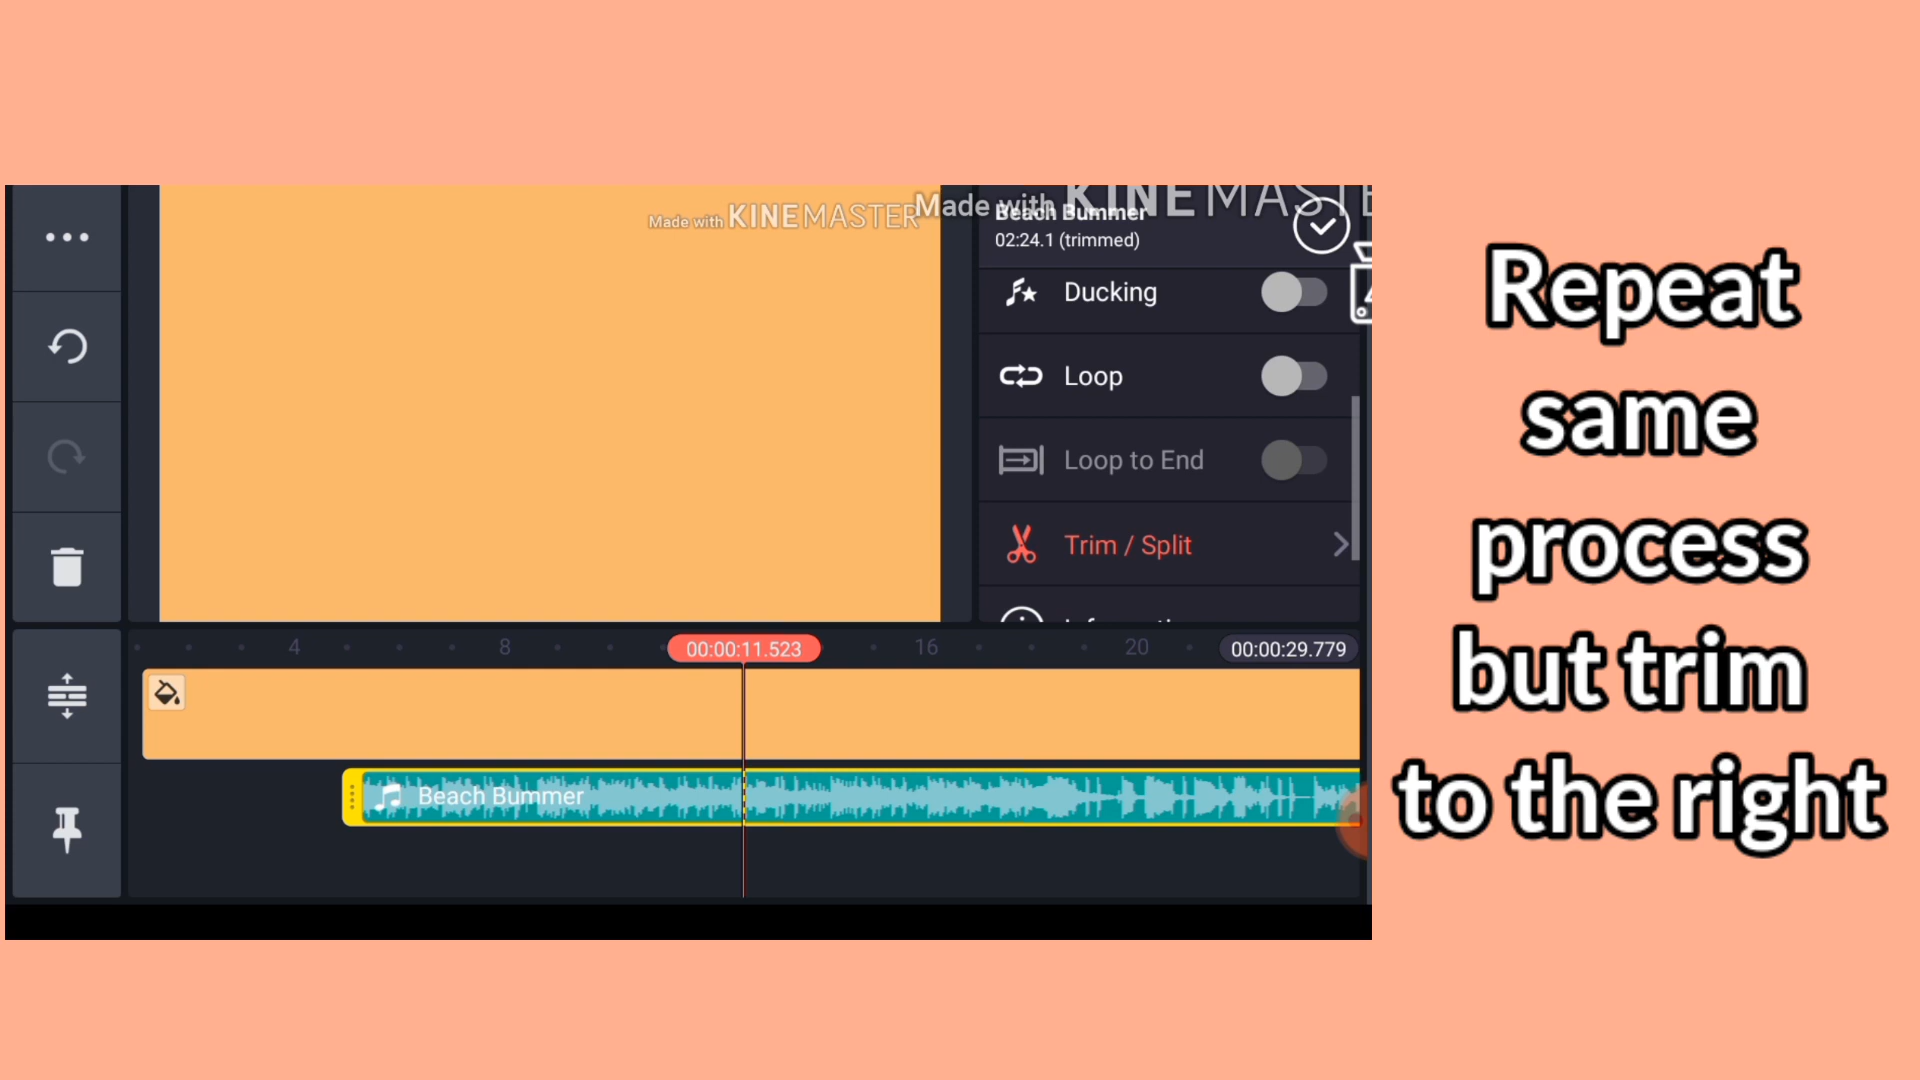 Made with KINEMASTER
Made with KINEMAST
Beach Bummer
02:24.1 (trimmed)
Ducking
Loop
Loop to End
Trim / Split
4
8
00:00:11.523
16
20
00:00:29.779
Beach Bummer
Repeat
same
process
but trim
to the right